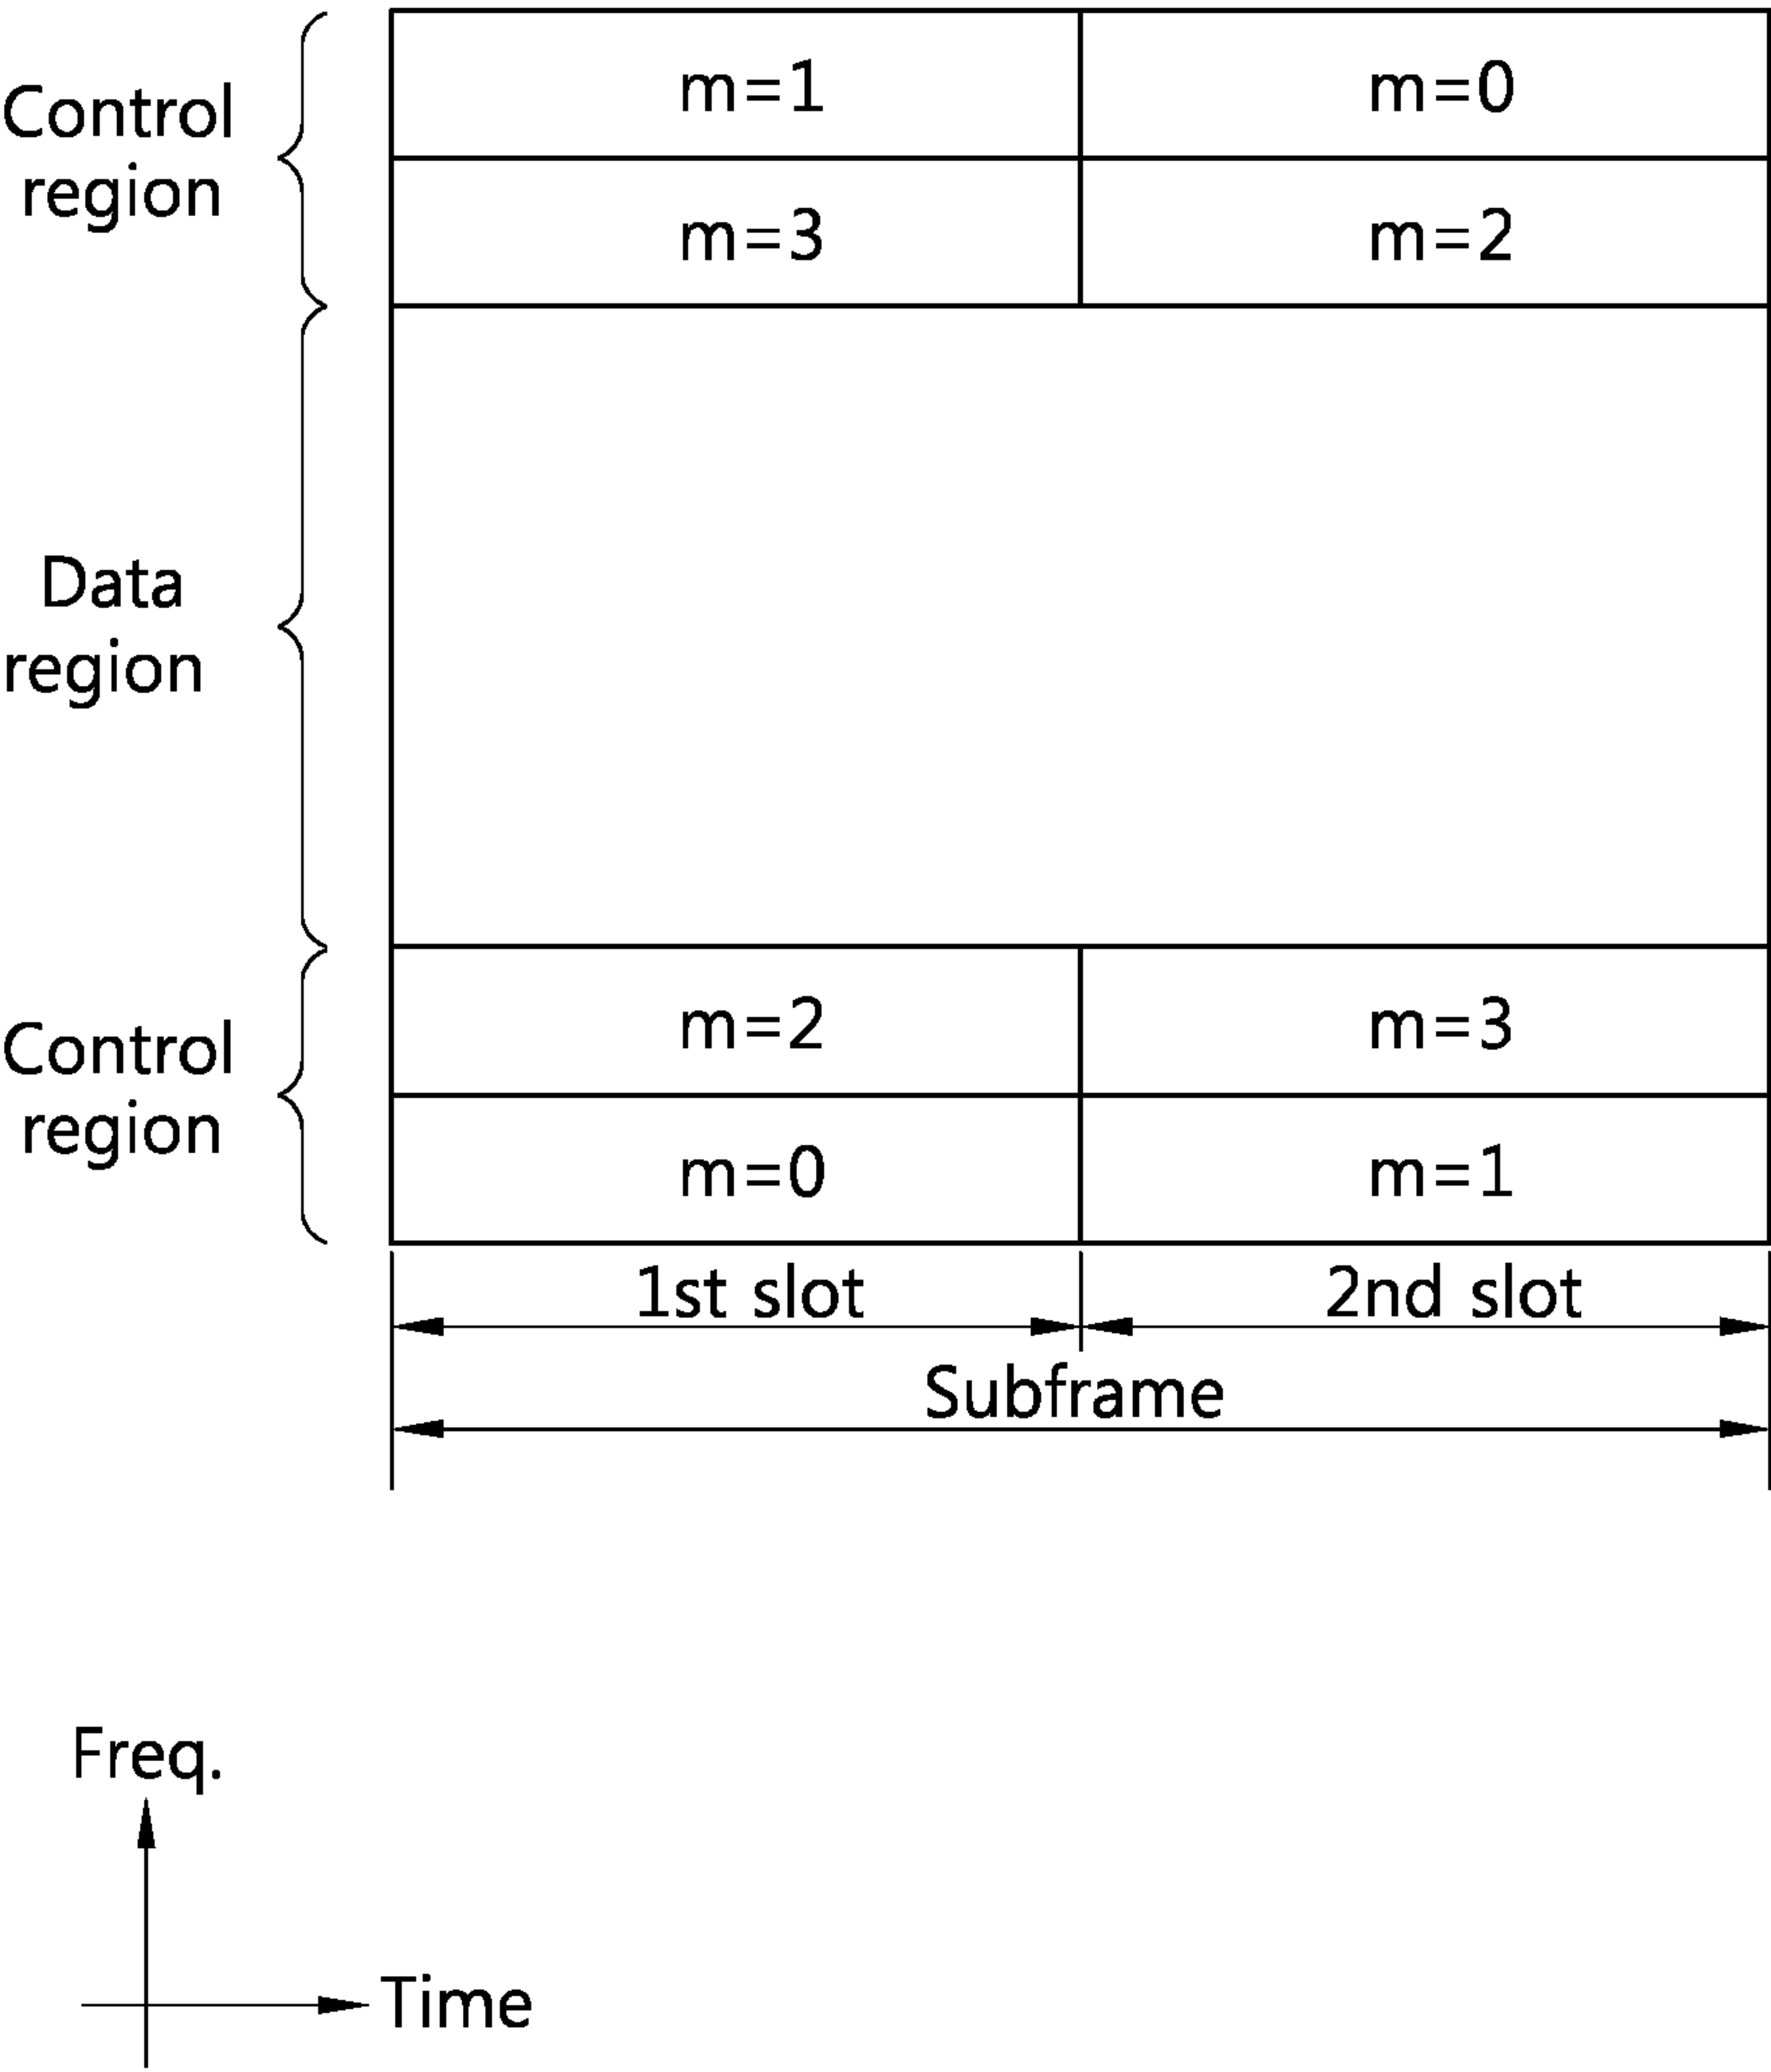 m=1 m=0
Control
region
m=3 m=2
Data
region
m=2 m=3
Control
region
m=0 m=1
1st slot 2nd slot
Subframe
Freq.
Time